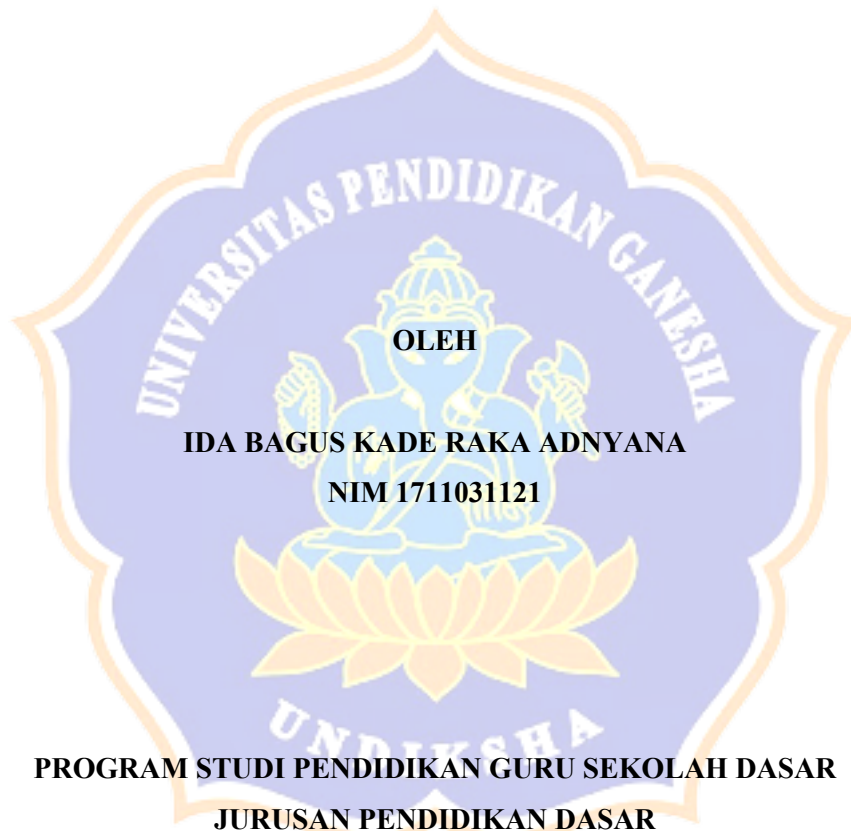 UNIVERSITAS PENDIDIKAN GANESHA
OLEH
IDA BAGUS KADE RAKA ADNYANA
NIM 1711031121
UNDIKSHA
PROGRAM STUDI PENDIDIKAN GURU SEKOLAH DASAR
JURUSAN PENDIDIKAN DASAR